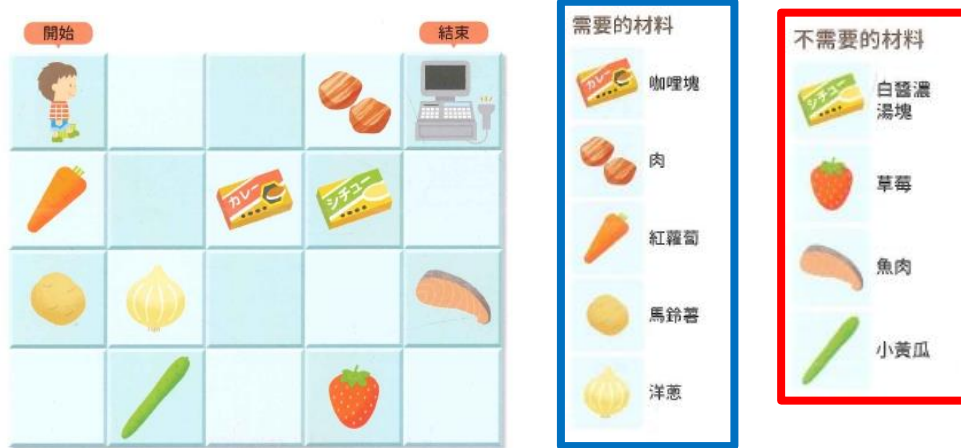 開始
結束
カレー
シチュー
需要的材料
カレー
咖哩塊
肉
紅蘿蔔
馬鈴薯
洋蔥
不需要的材料
シチュー
白醬濃
湯塊
草莓
魚肉
小黃瓜